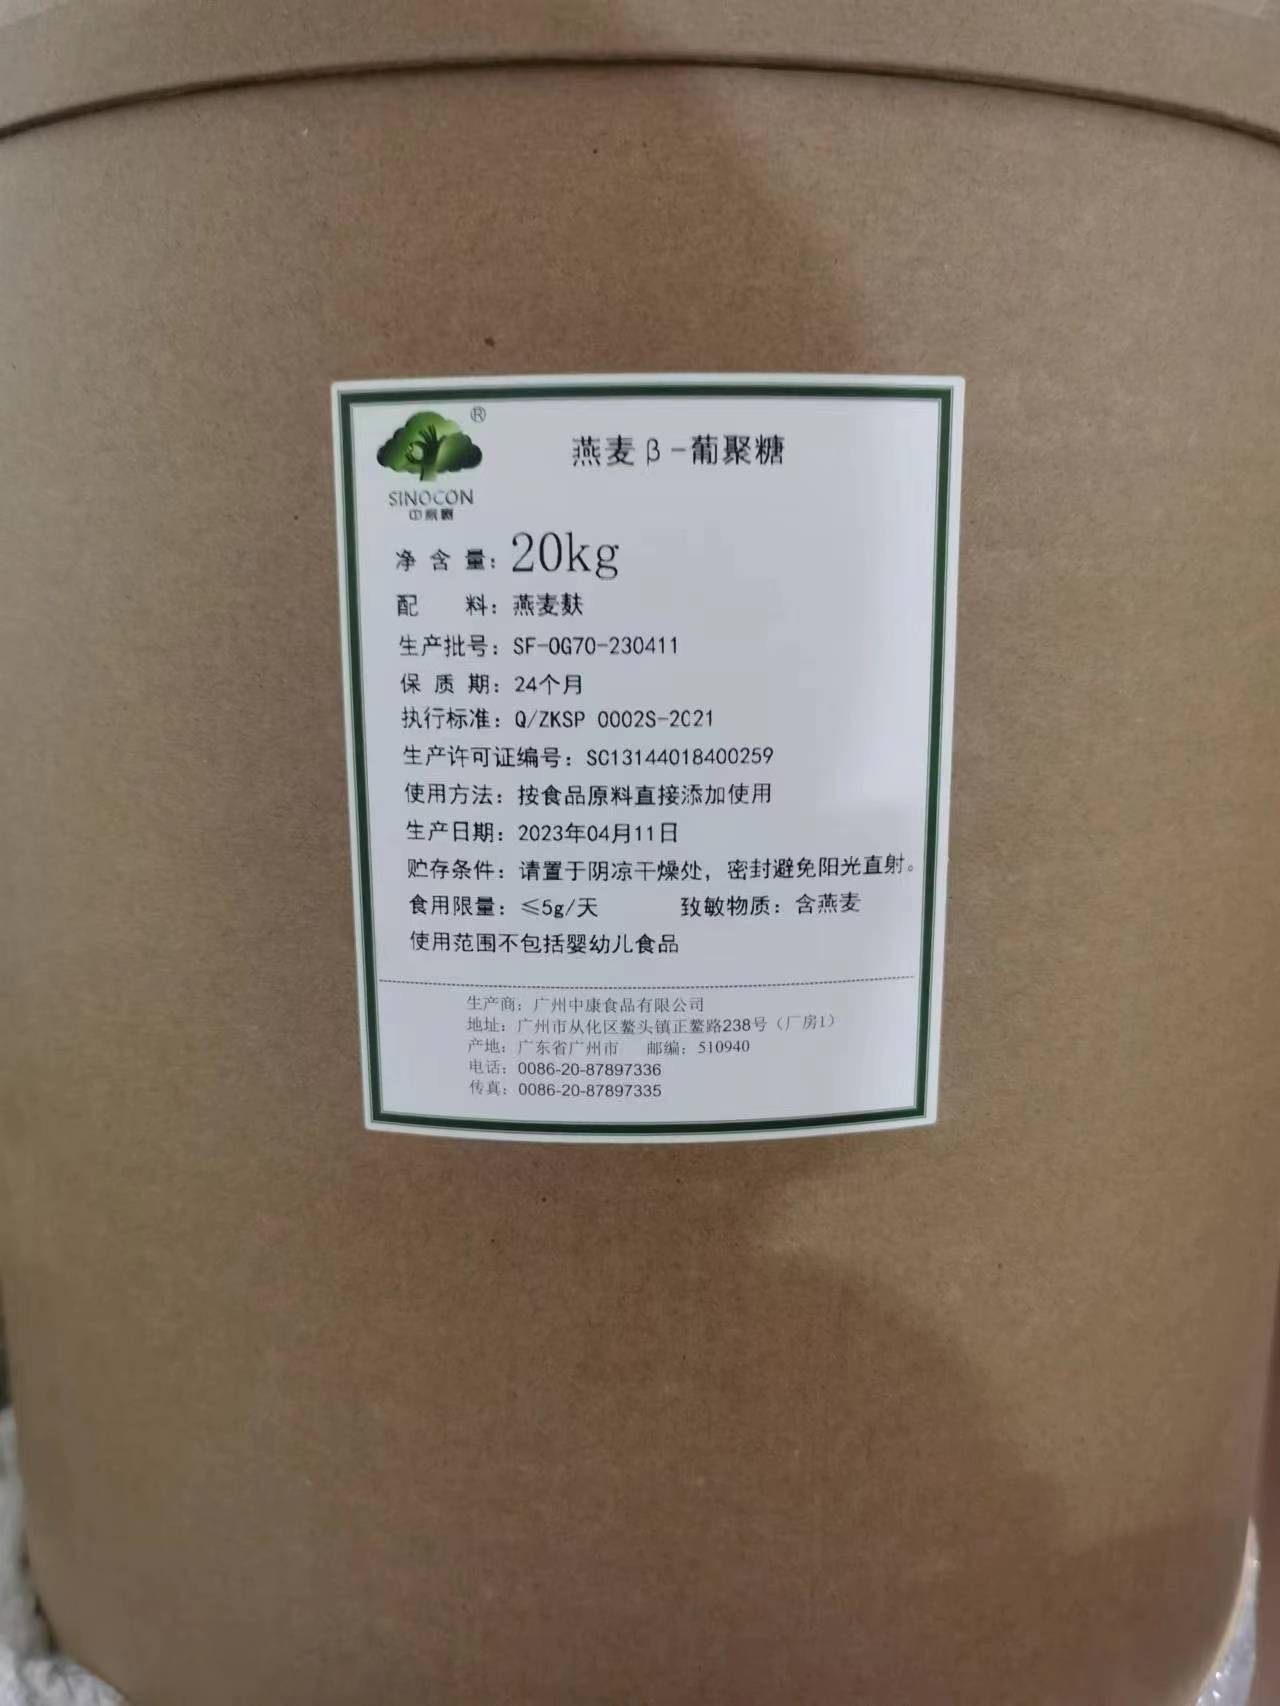 ®
燕麦β-葡聚糖
SINOCON
净含量：20kg
配 料：燕麦麸
生产批号：SF-OG70-230411
保质期：24个月
执行标准：Q/ZKSP 0002S-2021
生产许可证编号：SC13144018400259
使用方法：按食品原料直接添加使用
生产日期：2023年04月11日
贮存条件：请置于阴凉干燥处，密封避免阳光直射。
食用限量：≤5g/天 致敏物质：含燕麦
使用范围不包括婴幼儿食品
生产商：广州中康食品有限公司
地址：广州市从化区鳌头镇正鳌路238号（厂房1）
产地：广东省广州市 邮编：510940
电话：0086-20-87897336
传真：0086-20-87897335